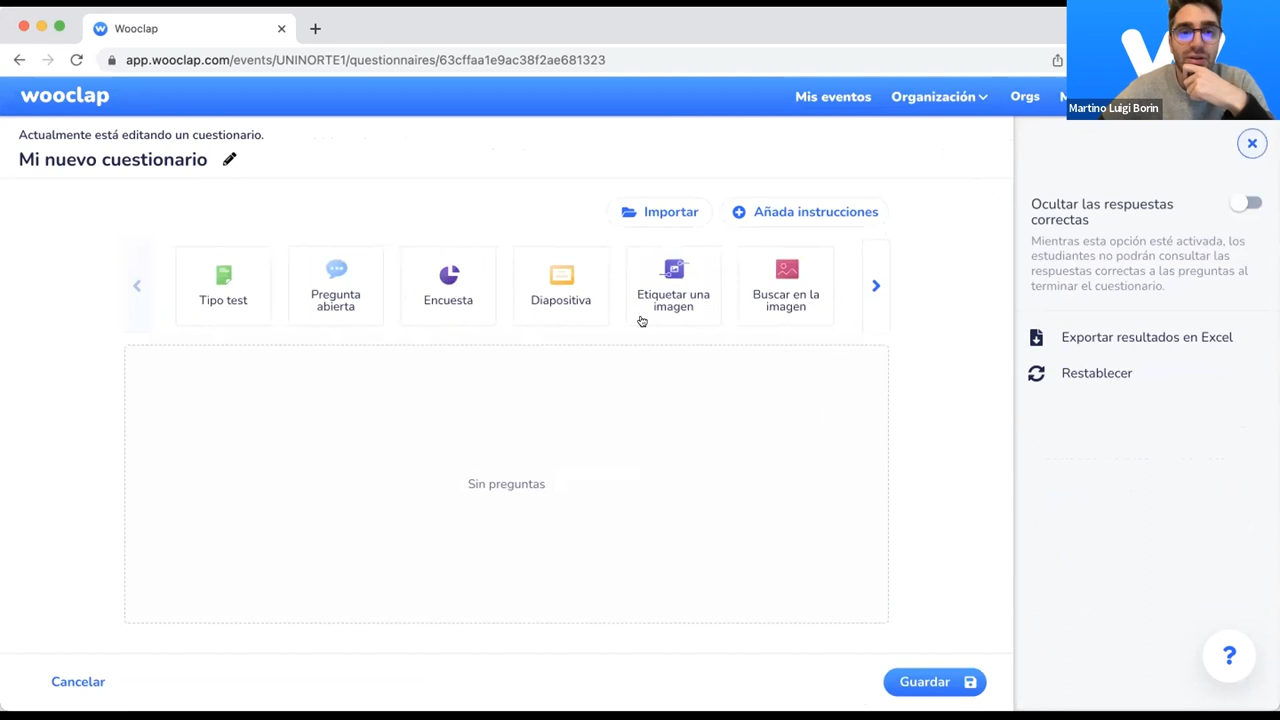 Wooclap
app.wooclap.com/events/UNINORTE1/questionnaires/63cffaa1e9ac38f2ae681323
wooclap
Mis eventos
Organización
Orgs
Martino Luigi Borin
Actualmente está editando un cuestionario.
Mi nuevo cuestionario
Importar
Añada instrucciones
Tipo test
Pregunta
abierta
Encuesta
Diapositiva
Etiquetar una
imagen
Buscar en la
imagen
Sin preguntas
Cancelar
Guardar
Ocultar las respuestas
correctas
Mientras esta opción esté activada, los
estudiantes no podrán consultar las
respuestas correctas a las preguntas al
terminar el cuestionario.
Exportar resultados en Excel
Restablecer
?